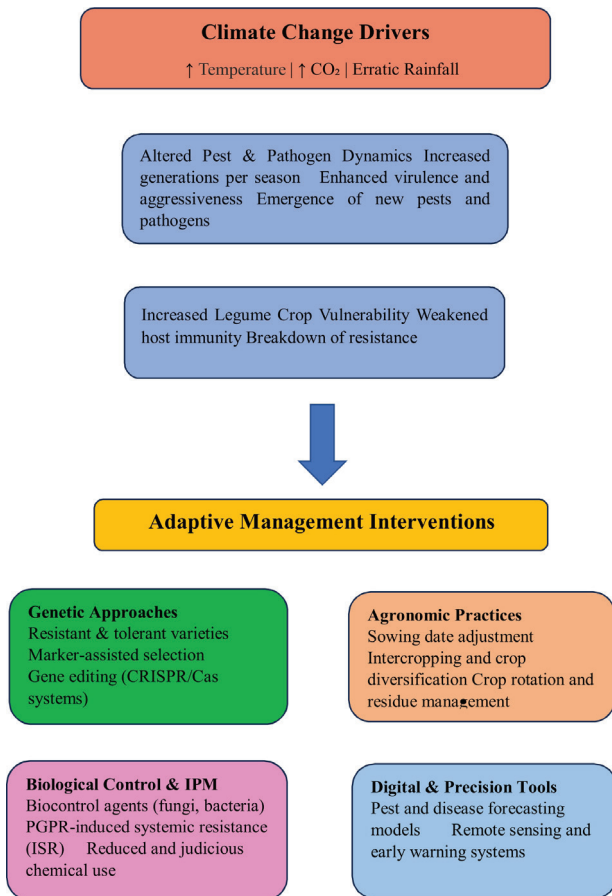 Climate Change Drivers
↑ Temperature | ↑ CO₂ | Erratic Rainfall
Altered Pest & Pathogen Dynamics Increased
generations per season Enhanced virulence and
aggressiveness Emergence of new pests and
pathogens
Increased Legume Crop Vulnerability Weakened
host immunity Breakdown of resistance
Adaptive Management Interventions
Genetic Approaches
Resistant & tolerant varieties
Marker-assisted selection
Gene editing (CRISPR/Cas
systems)
Agronomic Practices
Sowing date adjustment
Intercropping and crop
diversification Crop rotation and
residue management
Biological Control & IPM
Biocontrol agents (fungi, bacteria)
PGPR-induced systemic resistance
(ISR) Reduced and judicious
chemical use
Digital & Precision Tools
Pest and disease forecasting
models Remote sensing and
early warning systems